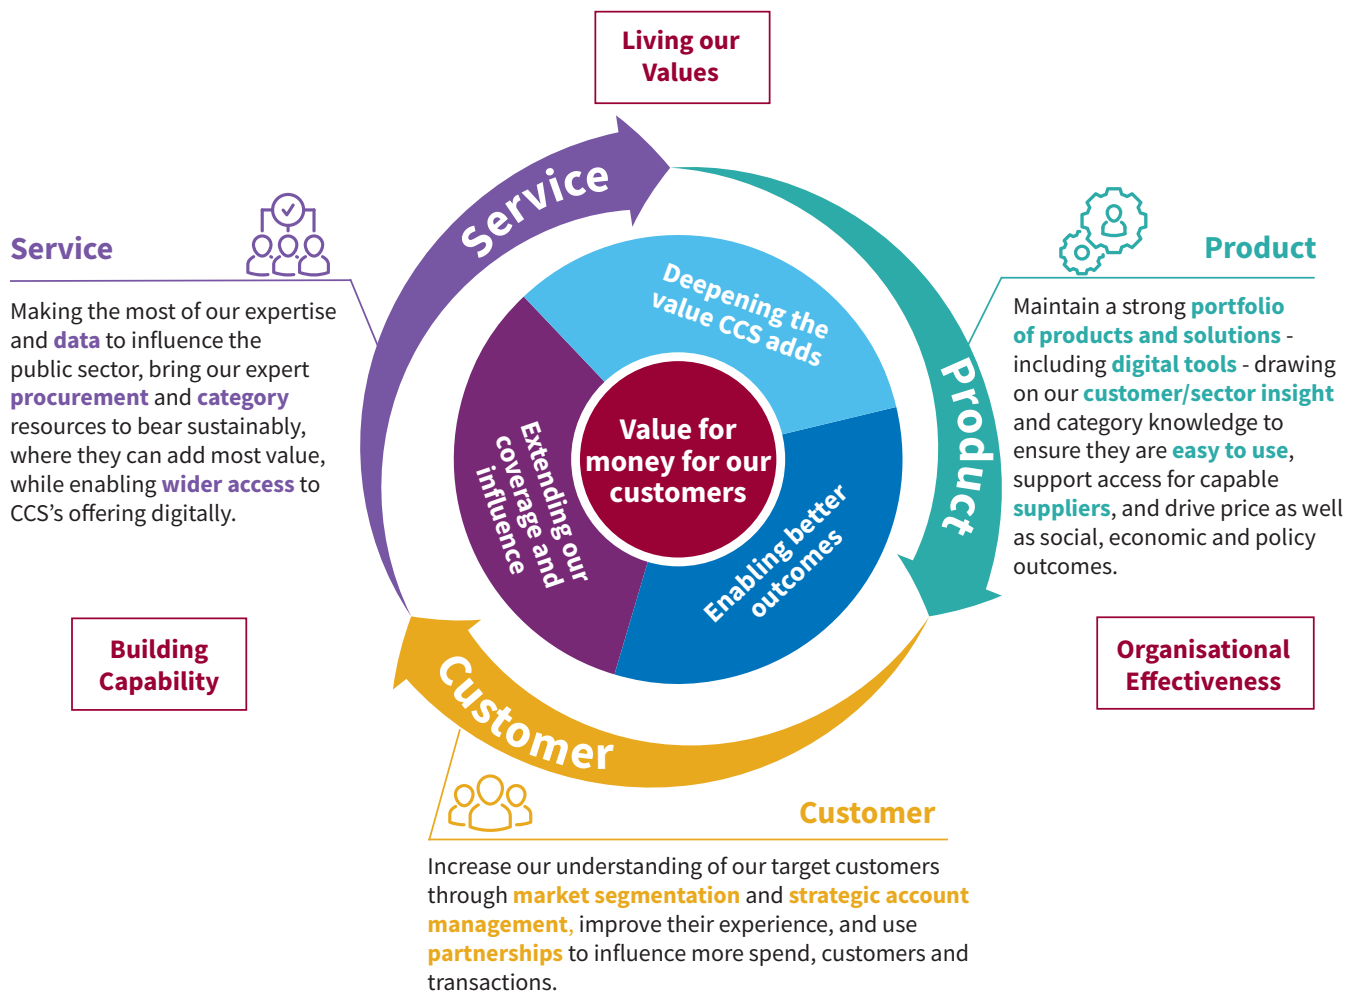 Living our
Values
Service
Service
Making the most of our expertise
and data to influence the
public sector, bring our expert
procurement and category
resources to bear sustainably,
where they can add most value,
while enabling wider access to
CCS’s offering digitally.
Product
Product
Maintain a strong portfolio
of products and solutions -
including digital tools - drawing
on our customer/sector insight
and category knowledge to
ensure they are easy to use,
support access for capable
suppliers, and drive price as well
as social, economic and policy
outcomes.
Deepening the
value CCS adds
Value for
money for our
customers
Extending our
coverage and
influence
Enabling better
outcomes
Building
Capability
Organisational
Effectiveness
Customer
Customer
Increase our understanding of our target customers
through market segmentation and strategic account
management, improve their experience, and use
partnerships to influence more spend, customers and
transactions.